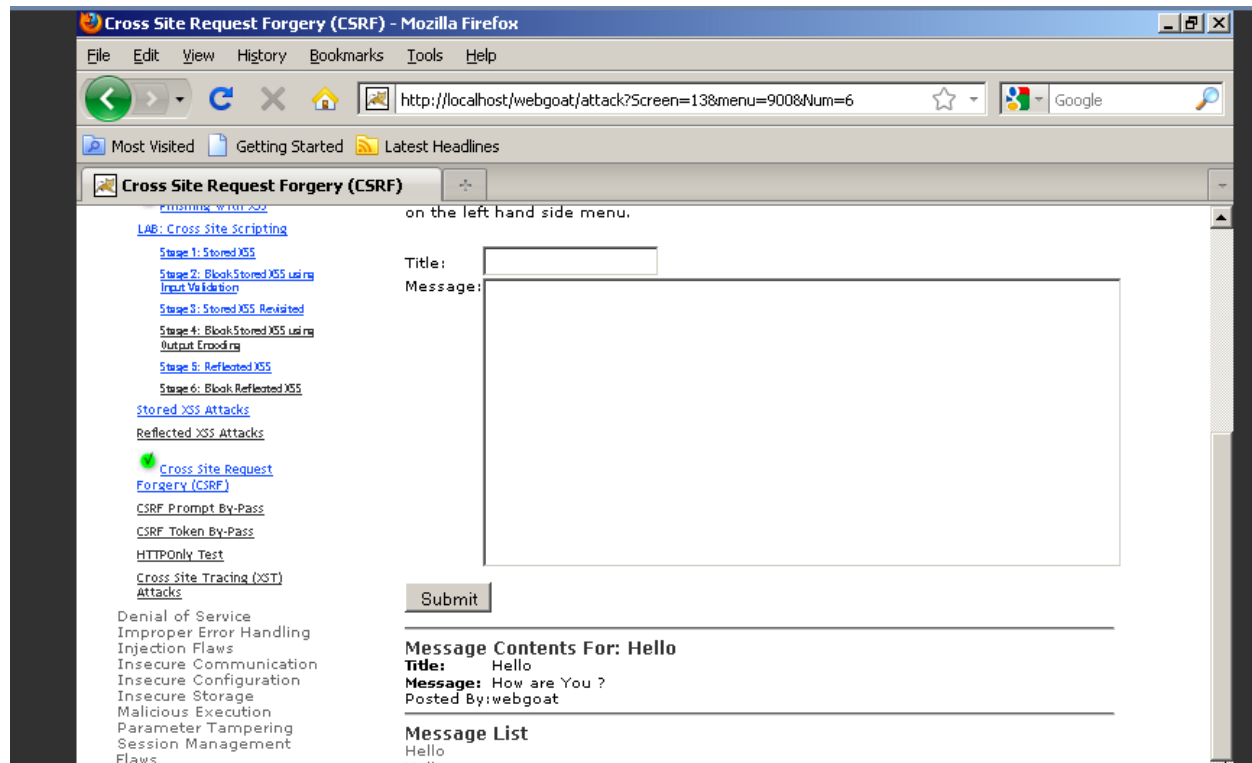 Cross Site Request Forgery (CSRF) - Mozilla Firefox
File Edit View History Bookmarks Tools Help
http://localhost/webgoat/attack?Screen=13&menu=900&Num=6
Google
Most Visited Getting Started Latest Headlines
Cross Site Request Forgery (CSRF)
LAB: Cross Site Scripting
Stage 1: Stored XSS
Stage 2: Block Stored XSS using
Input Validation
Stage 3: Stored XSS Revisited
Stage 4: Block Stored XSS using
Output Encoding
Stage 5: Reflected XSS
Stage 6: Block Reflected XSS
Stored XSS Attacks
Reflected XSS Attacks
Cross Site Request
Forgery (CSRF)
CSRF Prompt By-Pass
CSRF Token By-Pass
HTTPOnly Test
Cross Site Tracing (XST)
Attacks
Denial of Service
Improper Error Handling
Injection Flaws
Insecure Communication
Insecure Configuration
Insecure Storage
Malicious Execution
Parameter Tampering
Session Management
Flaws
on the left hand side menu.
Title:
Message:
Submit
Message Contents For: Hello
Title: Hello
Message: How are You ?
Posted By:webgoat
Message List
Hello